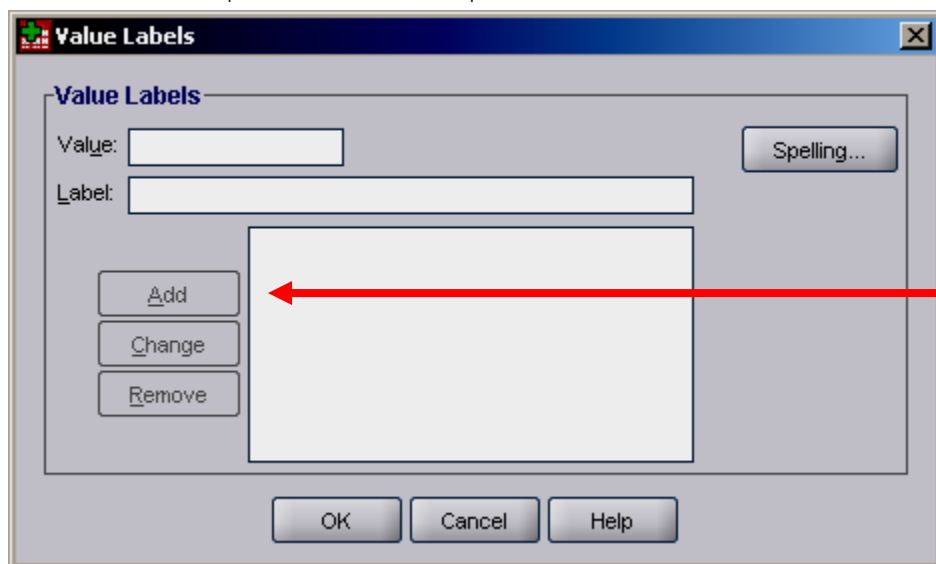 Value Labels
Value Labels
Value:
Spelling...
Label:
Add
Change
Remove
OK Cancel Help